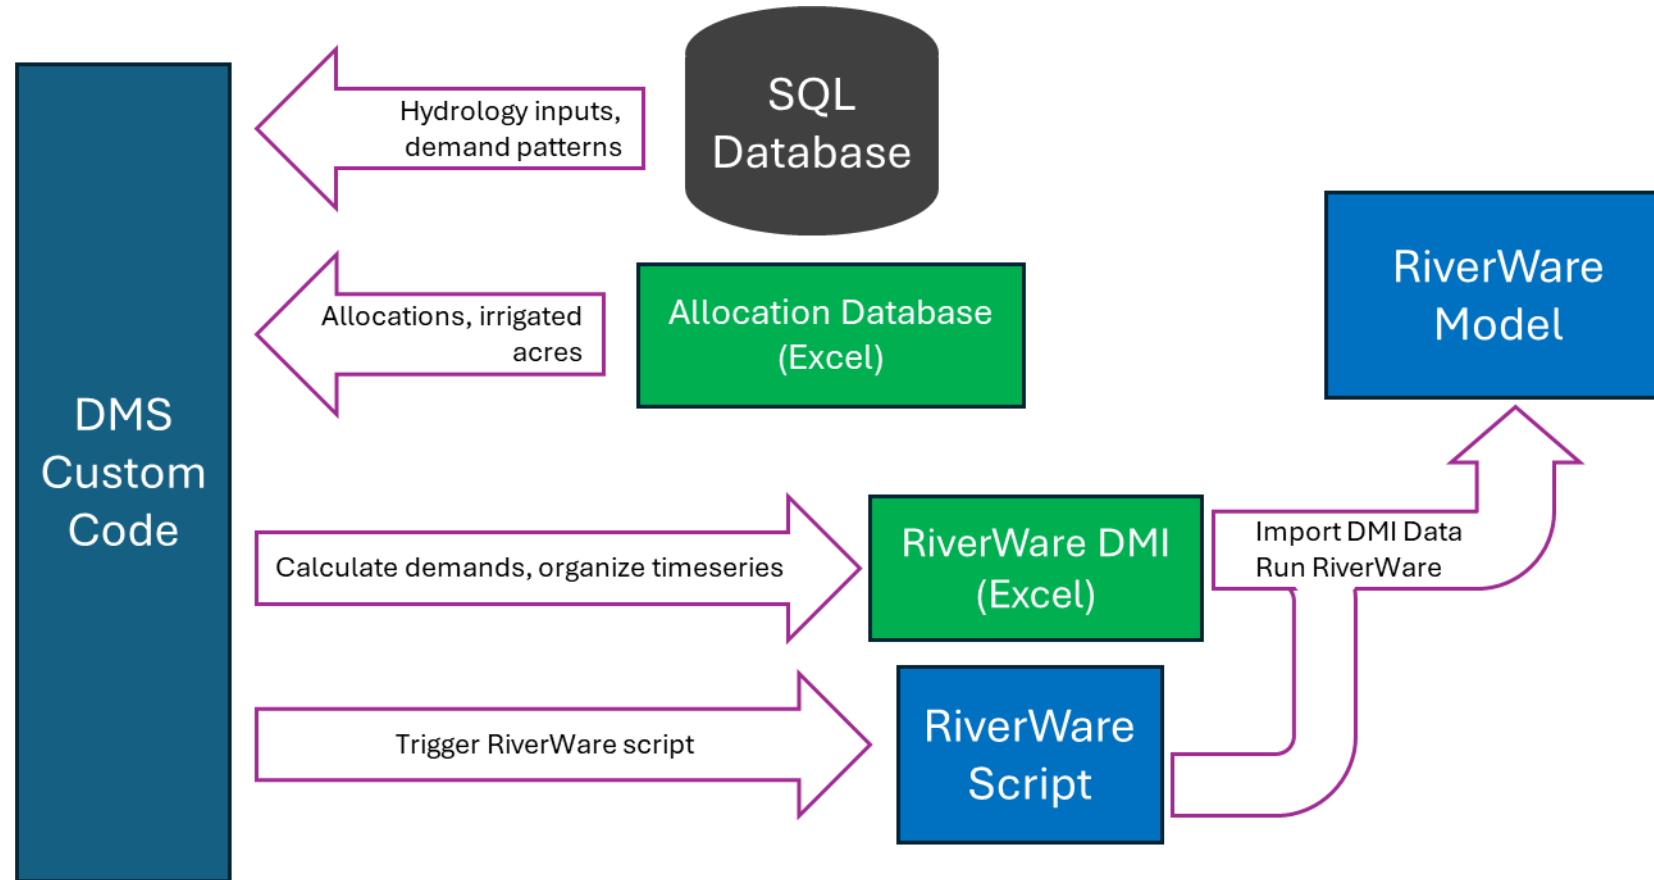 SQL
Database
Hydrology inputs,
demand patterns
RiverWare
Model
Allocation Database
(Excel)
Allocations, irrigated
acres
DMS
Custom
Code
RiverWare DMI
(Excel)
Import DMI Data
Run RiverWare
Calculate demands, organize timeseries
RiverWare
Script
Trigger RiverWare script